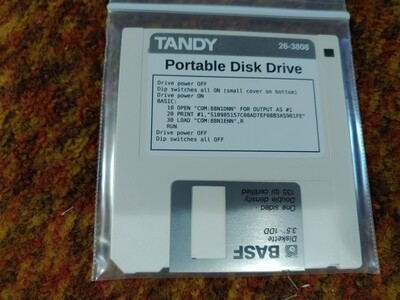 TANDY 26-3808
Portable Disk Drive
Drive power OFF
Dip switches all ON (small cover on bottom)
Drive power ON
BASIC:
10 OPEN "COM:88N1DNN" FOR OUTPUT AS #1
20 PRINT #1,"S10985157C00AD7EF08B3AS901FE"
30 LOAD "COM:88N1ENN",R
RUN
Drive power OFF
Dip switches all OFF
BASF
3.5" 1DD
Diskette
One sided
Double density
135 tpi certified